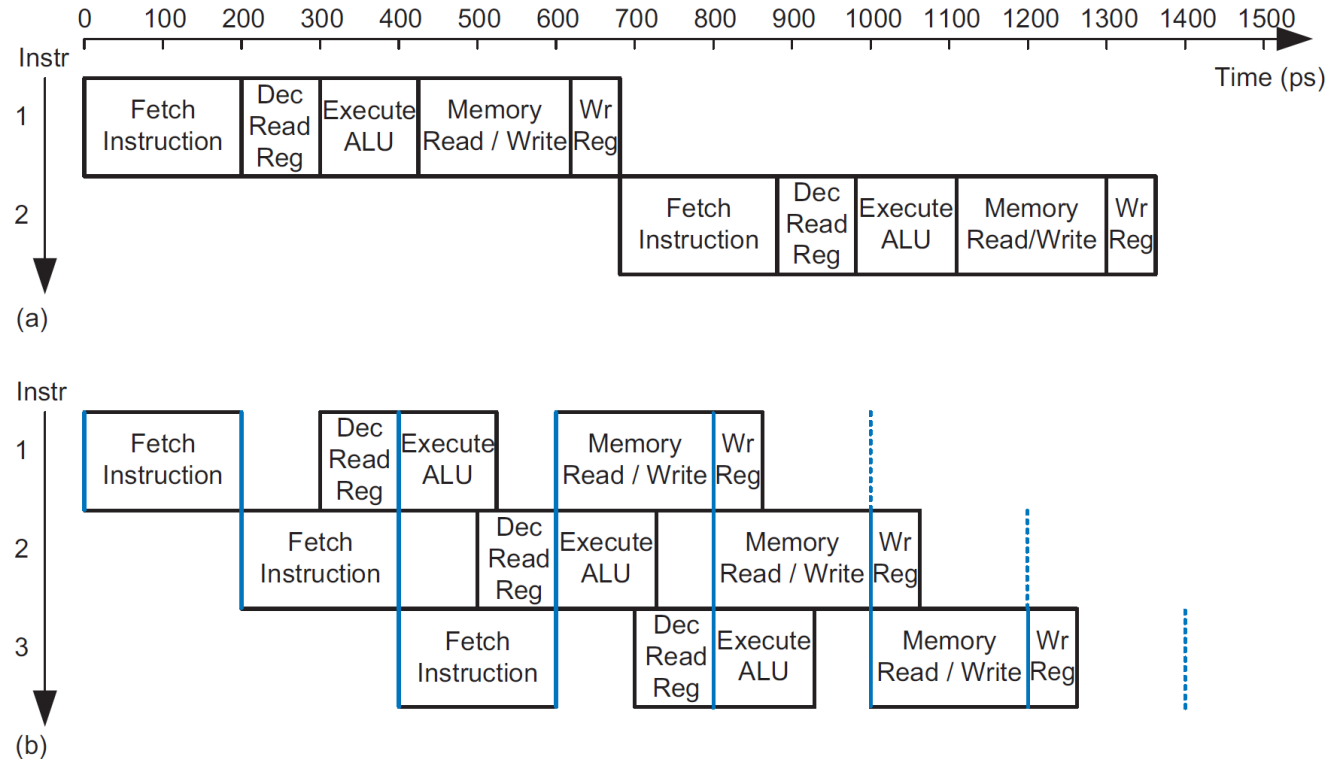 0 100 200 300 400 500 600 700 800 900 1000 1100 1200 1300 1400 1500
Instr
Time (ps)
1
Fetch
Instruction
Dec
Read
Reg
Execute
ALU
Memory
Read / Write
Wr
Reg
2
Fetch
Instruction
Dec
Read
Reg
Execute
ALU
Memory
Read/Write
Wr
Reg
(a)
Instr
1
Fetch
Instruction
Dec
Read
Reg
Execute
ALU
Memory
Read / Write
Wr
Reg
2
Fetch
Instruction
Dec
Read
Reg
Execute
ALU
Memory
Read / Write
Wr
Reg
3
Fetch
Instruction
Dec
Read
Reg
Execute
ALU
Memory
Read / Write
Wr
Reg
(b)